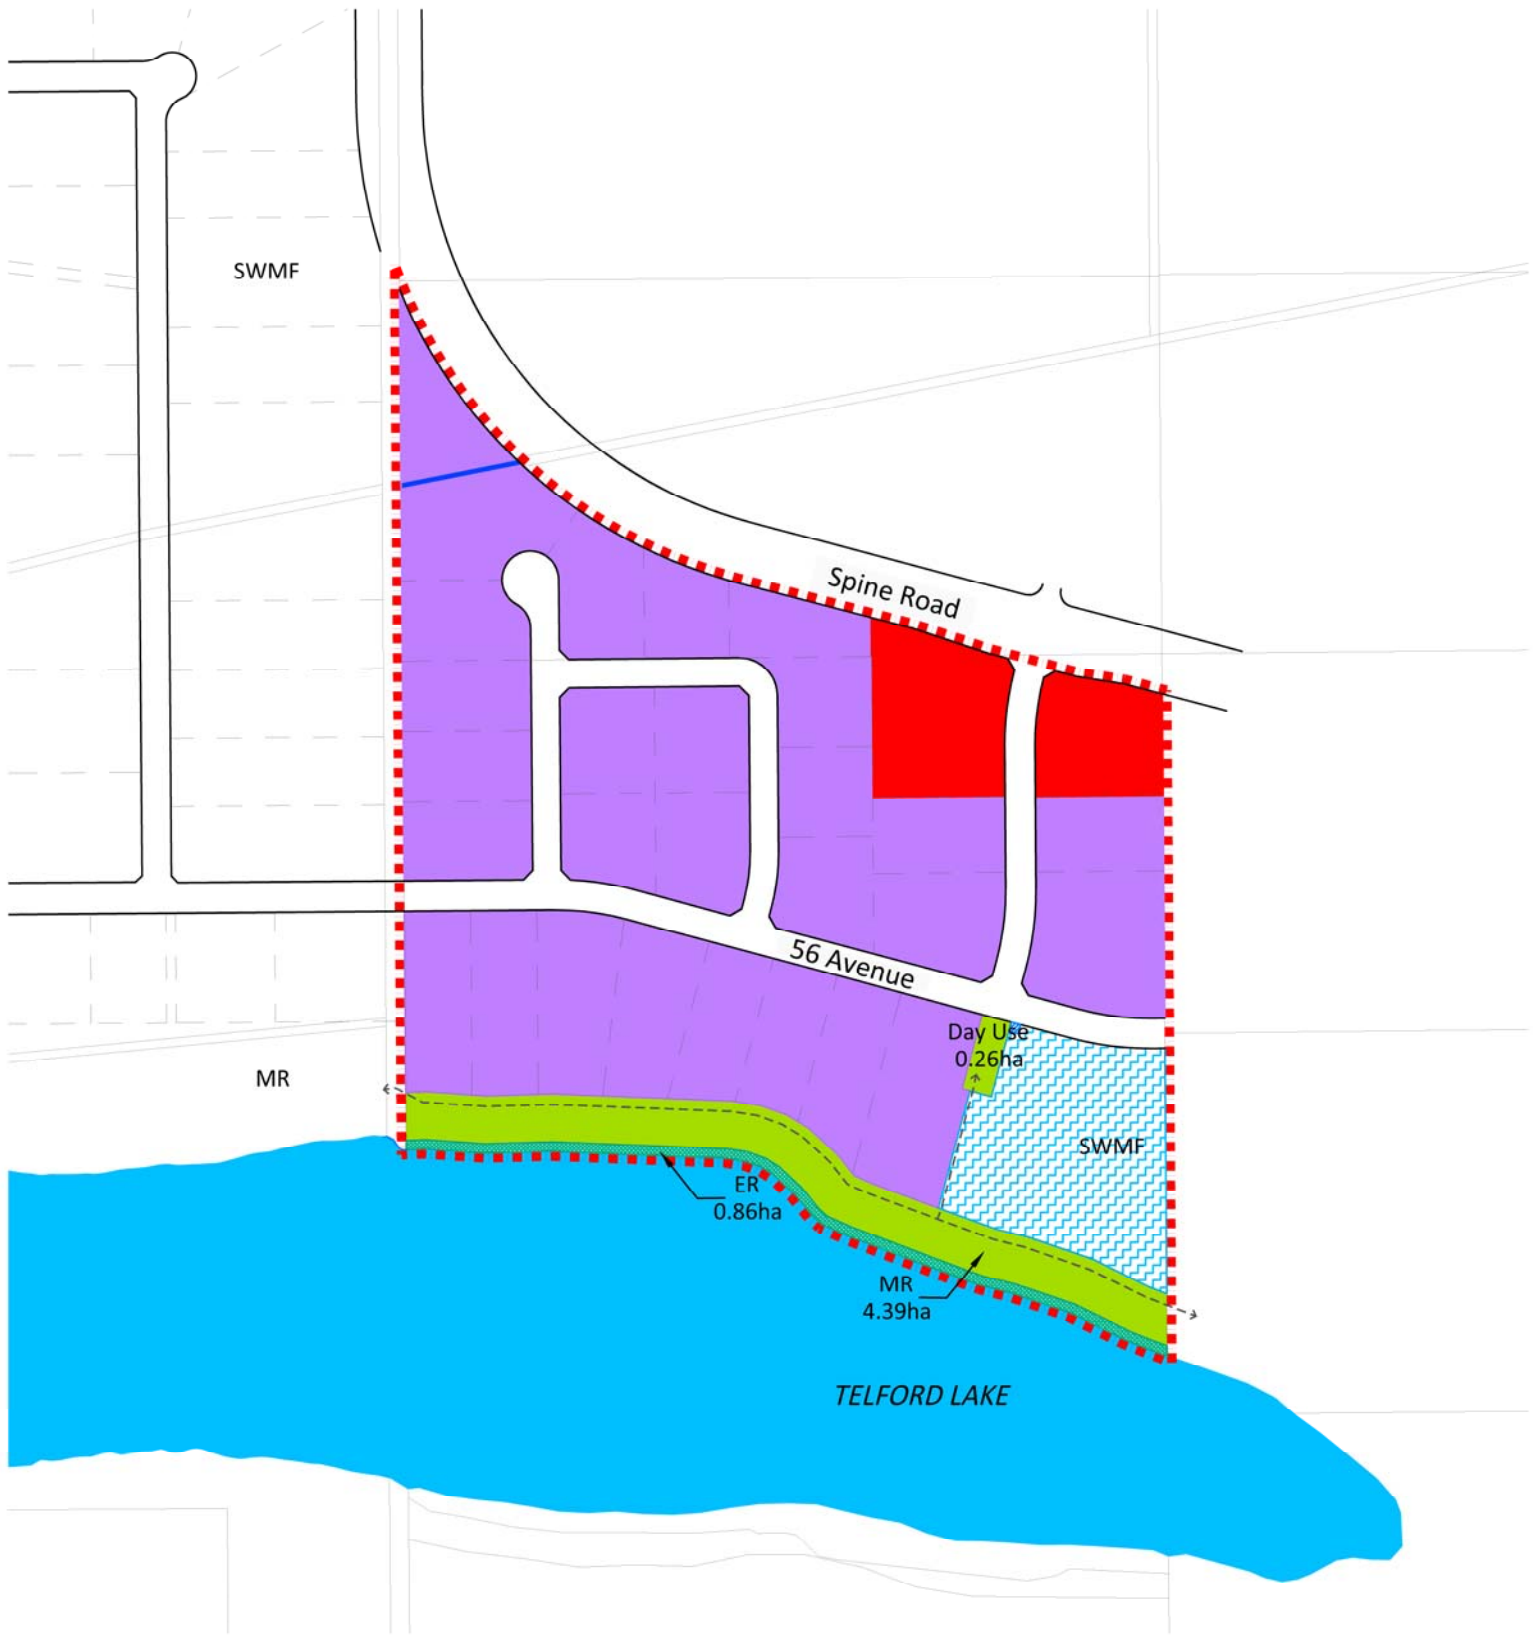 SWMF
Spine Road
56 Avenue
Day Use
0.26ha
MR
SWMF
ER
0.86ha
MR
4.39ha
TELFORD LAKE